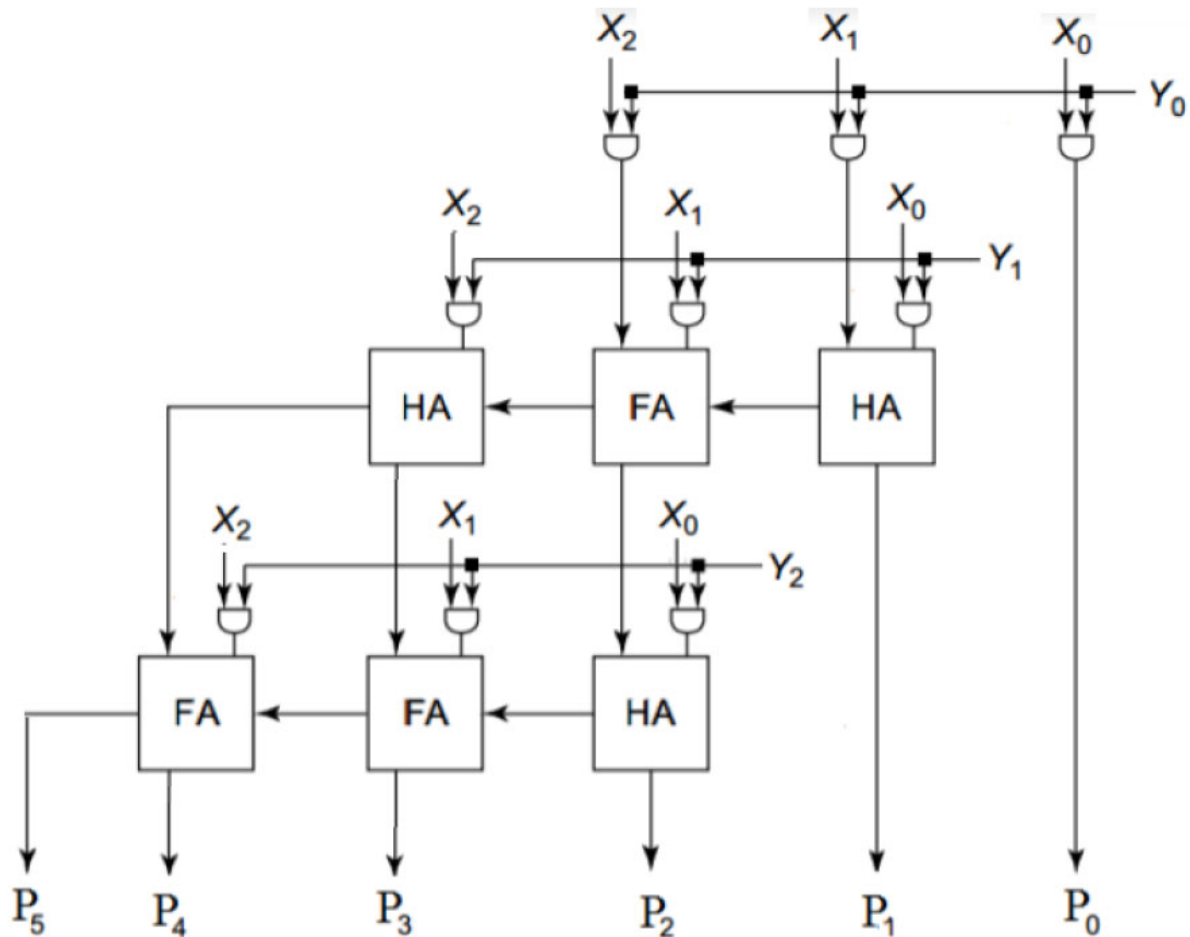 X₂ X₁ X₀
Y₀
X₂ X₁ X₀
Y₁
HA FA HA
X₂ X₁ X₀
Y₂
FA FA HA
P₅ P₄ P₃ P₂ P₁ P₀